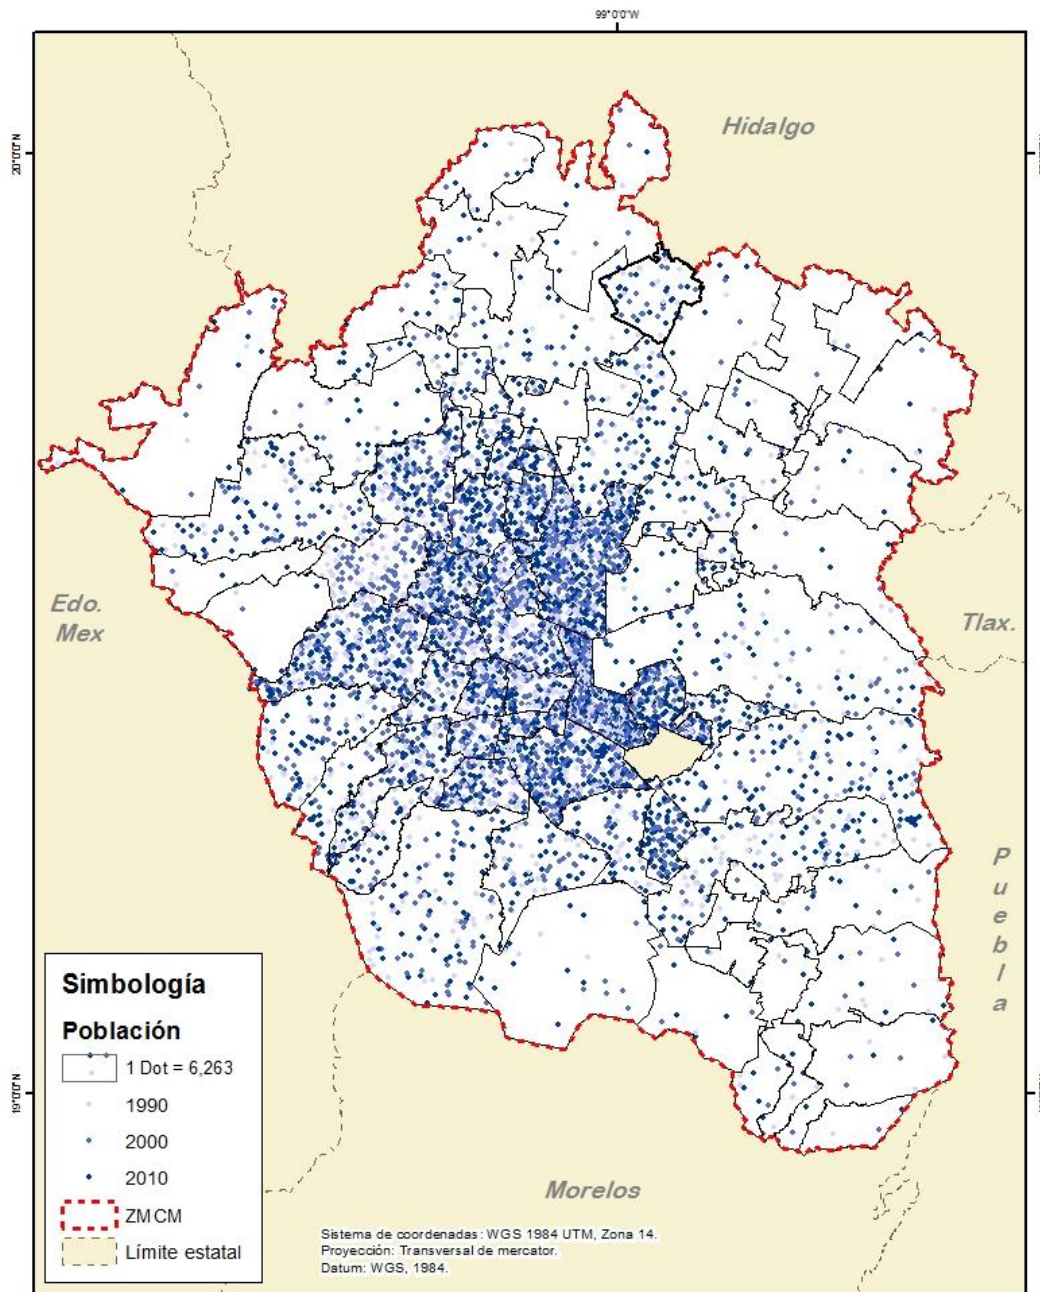 99°0'0"W
Hidalgo
20°0'0"N
Edo.
Mex
Tlax.
Puebla
Simbología
Población
1 Dot = 6,263
1990
2000
2010
ZMCM
Límite estatal
19°0'0"N
Morelos
Sistema de coordenadas: WGS 1984 UTM, Zona 14.
Proyección: Transversal de mercator.
Datum: WGS, 1984.